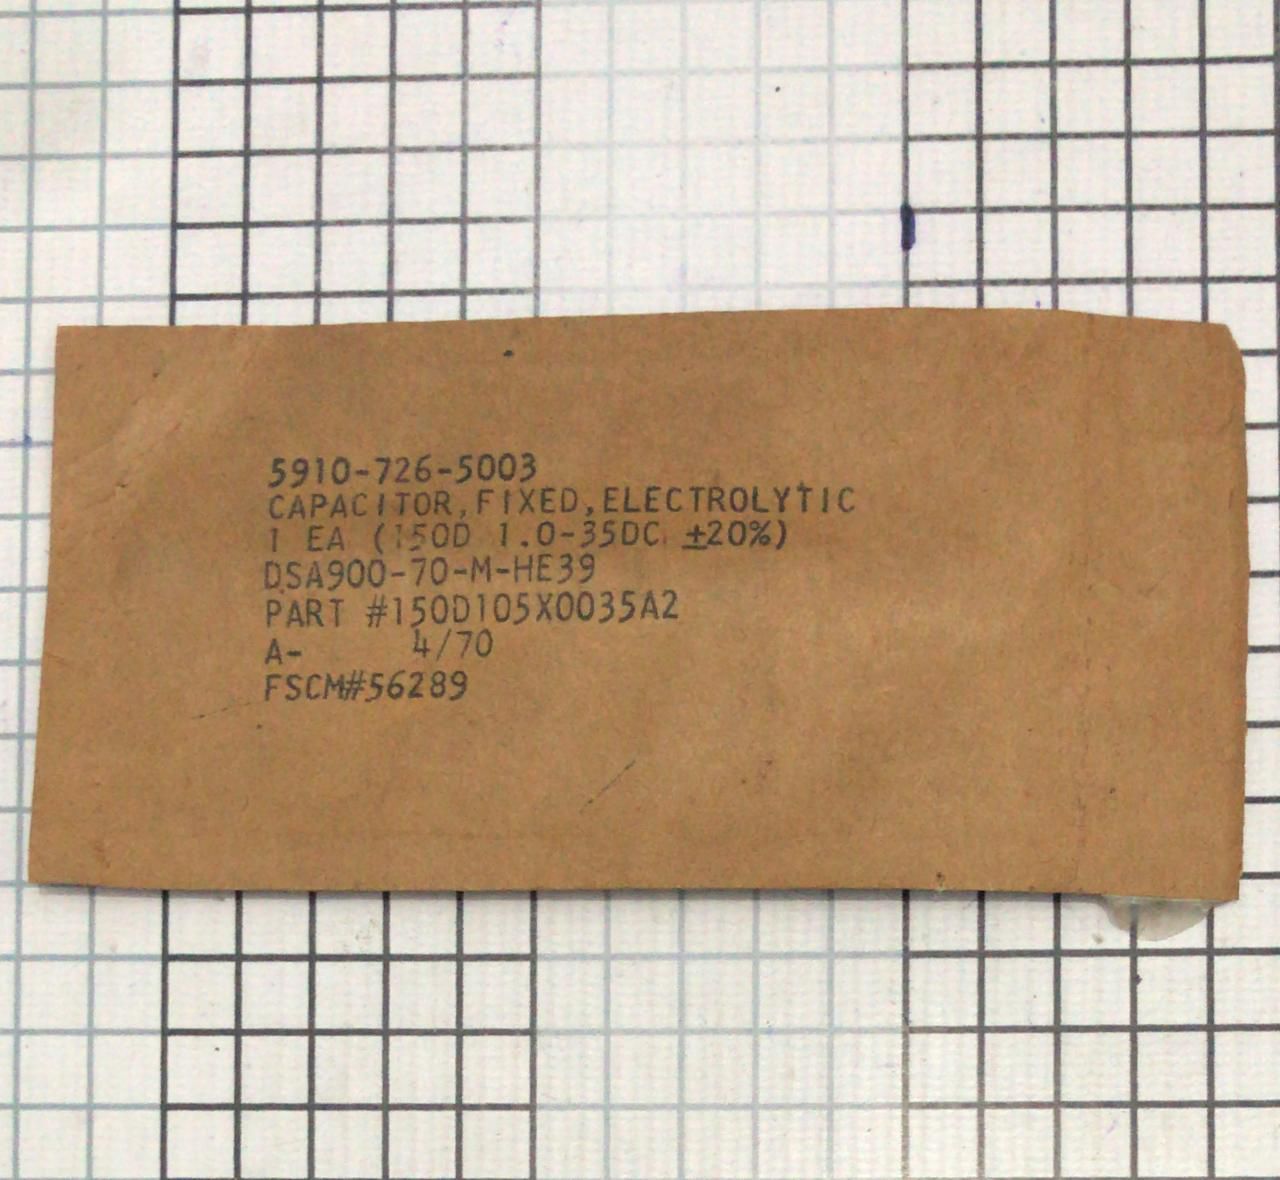 5910-726-5003
CAPACITOR,FIXED,ELECTROLYTIC
1 EA (150D 1.0-35DC ±20%)
DSA900-70-M-HE39
PART #150D105X0035A2
A-     4/70
FSCM#56289